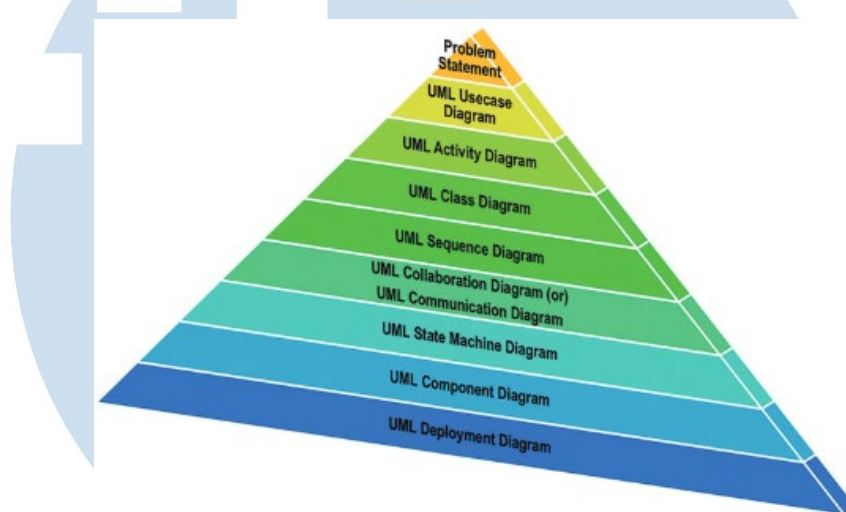 Problem
Statement
UML Usecase
Diagram
UML Activity Diagram
UML Class Diagram
UML Sequence Diagram
UML Collaboration Diagram (or)
UML Communication Diagram
UML State Machine Diagram
UML Component Diagram
UML Deployment Diagram